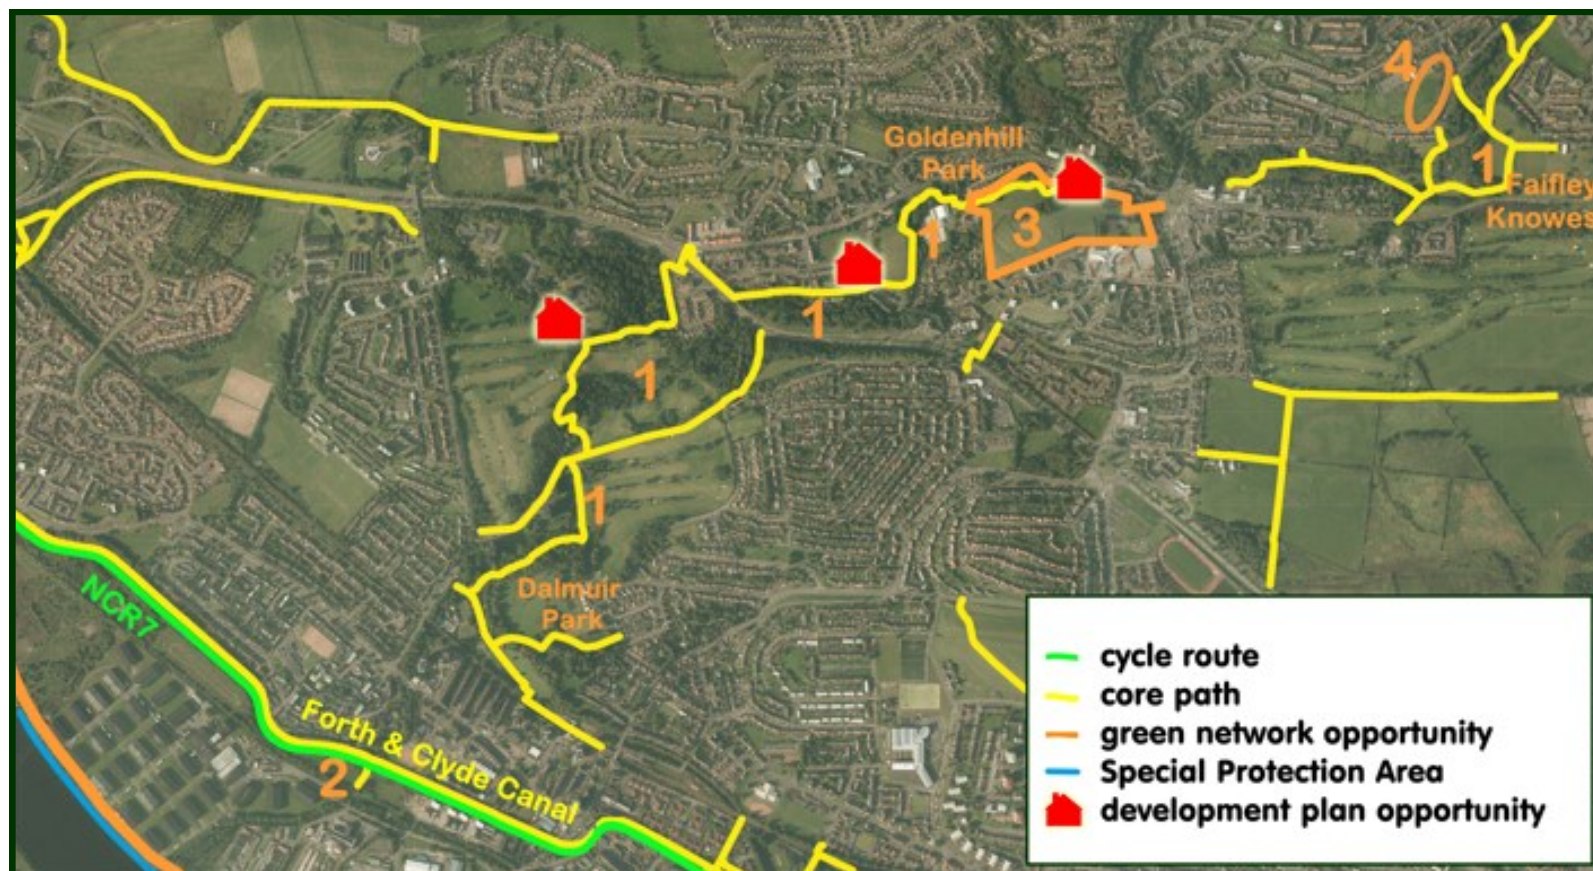 4
Goldenhill
Park
1
Faifley
Knowes
3
1
1
1
1
Dalmuir
Park
NCR7
Forth & Clyde Canal
2
cycle route
core path
green network opportunity
Special Protection Area
development plan opportunity